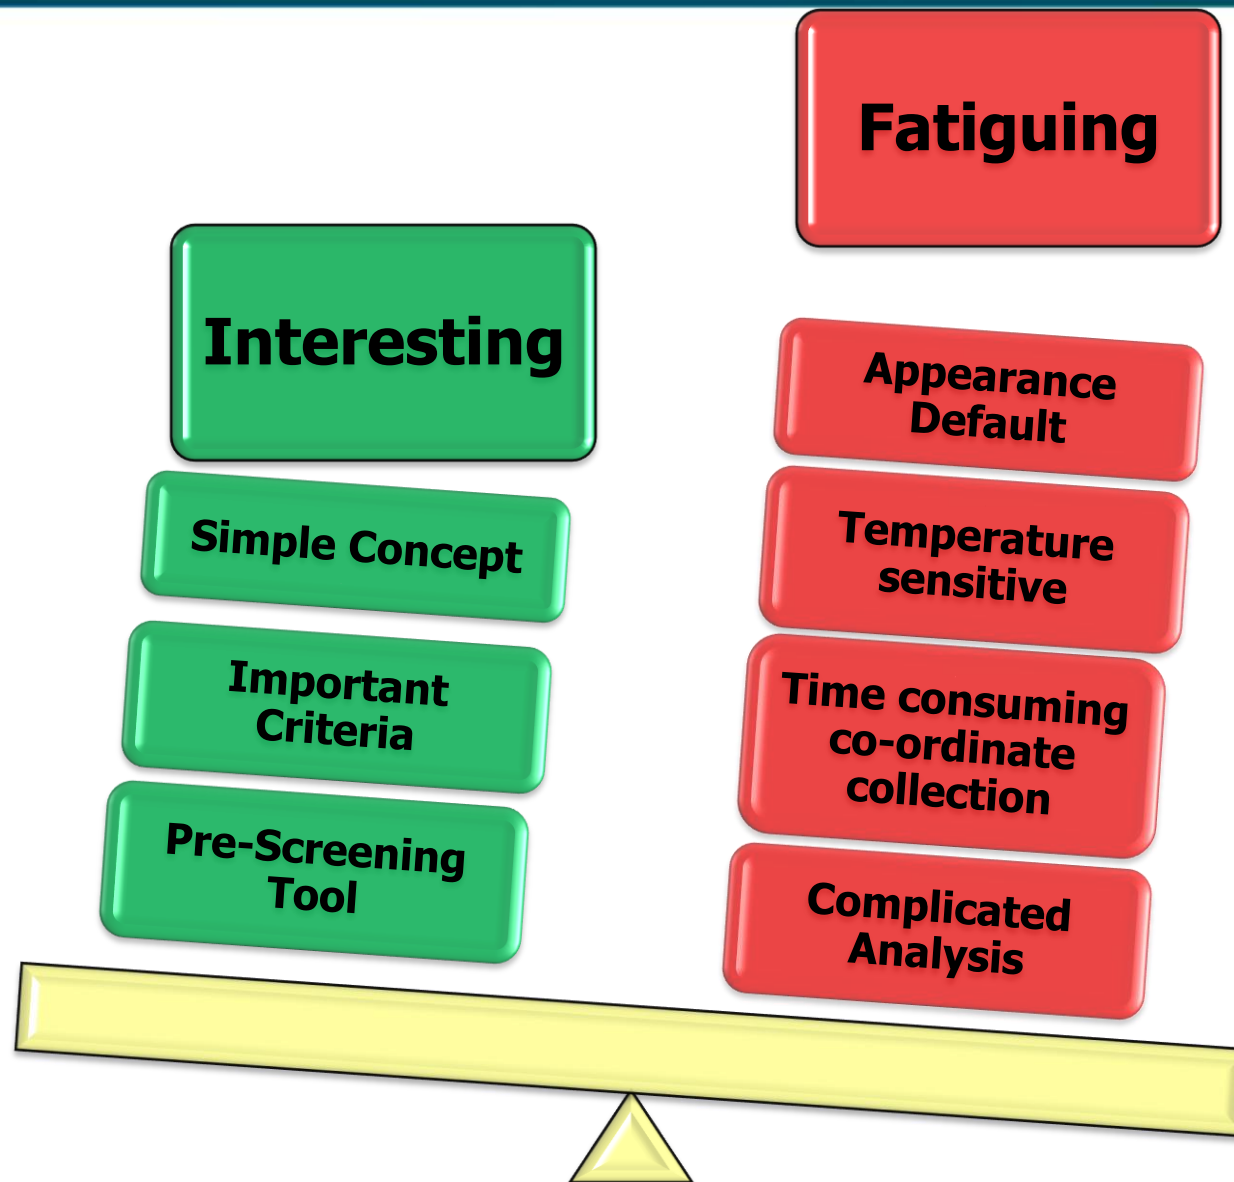 Fatiguing
Interesting
Simple Concept
Important
Criteria
Pre-Screening
Tool
Appearance
Default
Temperature
sensitive
Time consuming
co-ordinate
collection
Complicated
Analysis